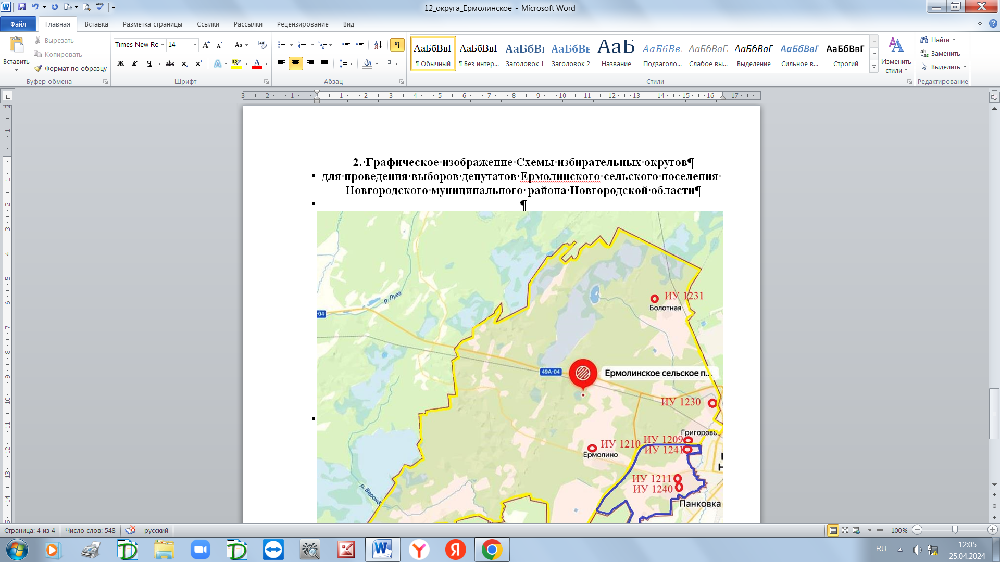 12_округа_Ермолинское - Microsoft Word
Файл Главная Вставка Разметка страницы Ссылки Рассылки Рецензирование Вид
Вставить
Вырезать
Копировать
Формат по образцу
Буфер обмена
Times New Ro 14
Шрифт
Абзац
АаБбВвГ АаБбВвГ АаБбВı АаБбВв АаБ АаБбВв. АаБбВвГ. АаБбВвГ. АаБбВвГ АаБбВвГ
¶ Обычный ¶ Без интер... Заголовок 1 Заголовок 2 Название Подзаголо... Слабое вы... Выделение Сильное в... Строгий
Стили
Изменить стили
Найти
Заменить
Выделить
Редактирование
3 2 1 1 2 3 4 5 6 7 8 9 10 11 12 13 14 15 16 17
2.·Графическое·изображение·Схемы·избирательных·округов¶
для·проведения·выборов·депутатов·Ермолинского·сельского·поселения·
Новгородского·муниципального·района·Новгородской·области¶
¶
р. Луга
-04
ИУ 1231
Болотная
49А-04
Ермолинское сельское п...
ИУ 1230
Григорово
ИУ 1209
ИУ 1210
ИУ 1241
Ермолино
ИУ 1211
ИУ 1240
р. Веронда
Панковка
Страница: 4 из 4 Число слов: 548 русский 100%
RU 12:05
25.04.2024